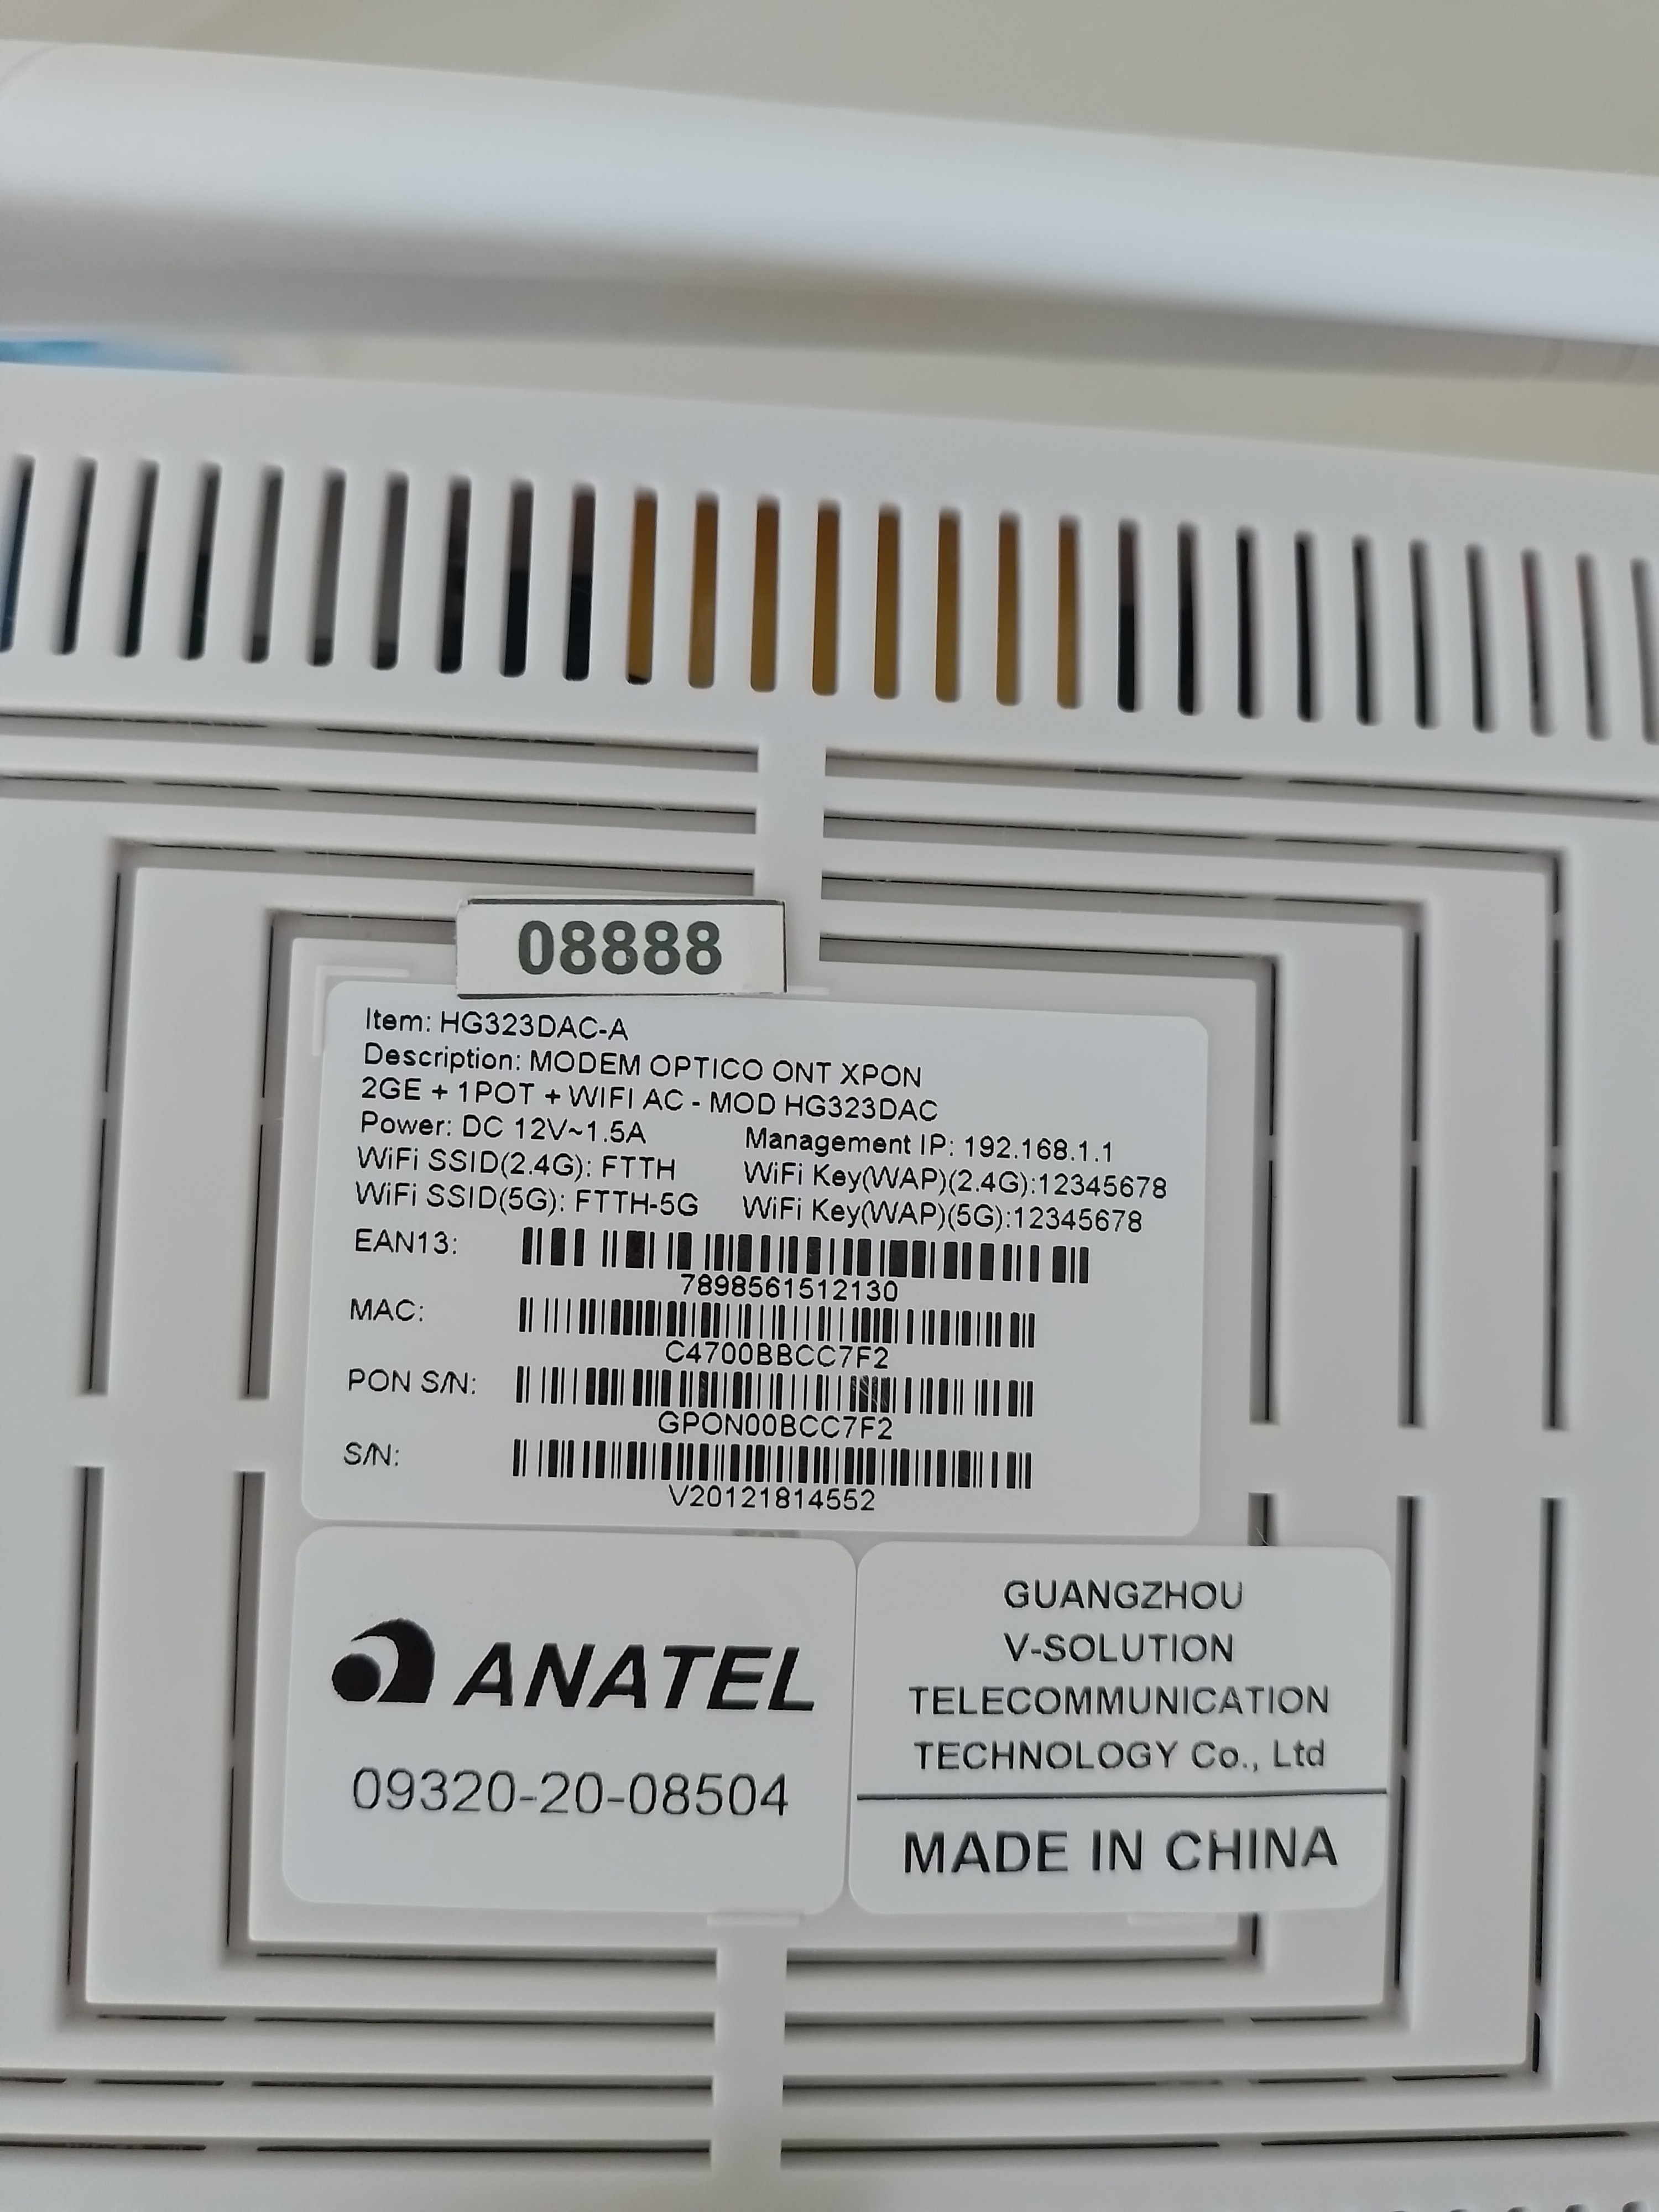 08888
Item: HG323DAC-A
Description: MODEM OPTICO ONT XPON
2GE + 1POT + WIFI AC - MOD HG323DAC
Power: DC 12V~1.5A Management IP: 192.168.1.1
WiFi SSID(2.4G): FTTH WiFi Key(WAP)(2.4G):12345678
WiFi SSID(5G): FTTH-5G WiFi Key(WAP)(5G):12345678
EAN13:
7898561512130
MAC:
C4700BBCC7F2
PON S/N:
GPON00BCC7F2
S/N:
V20121814552
ANATEL
09320-20-08504
GUANGZHOU
V-SOLUTION
TELECOMMUNICATION
TECHNOLOGY Co., Ltd
MADE IN CHINA